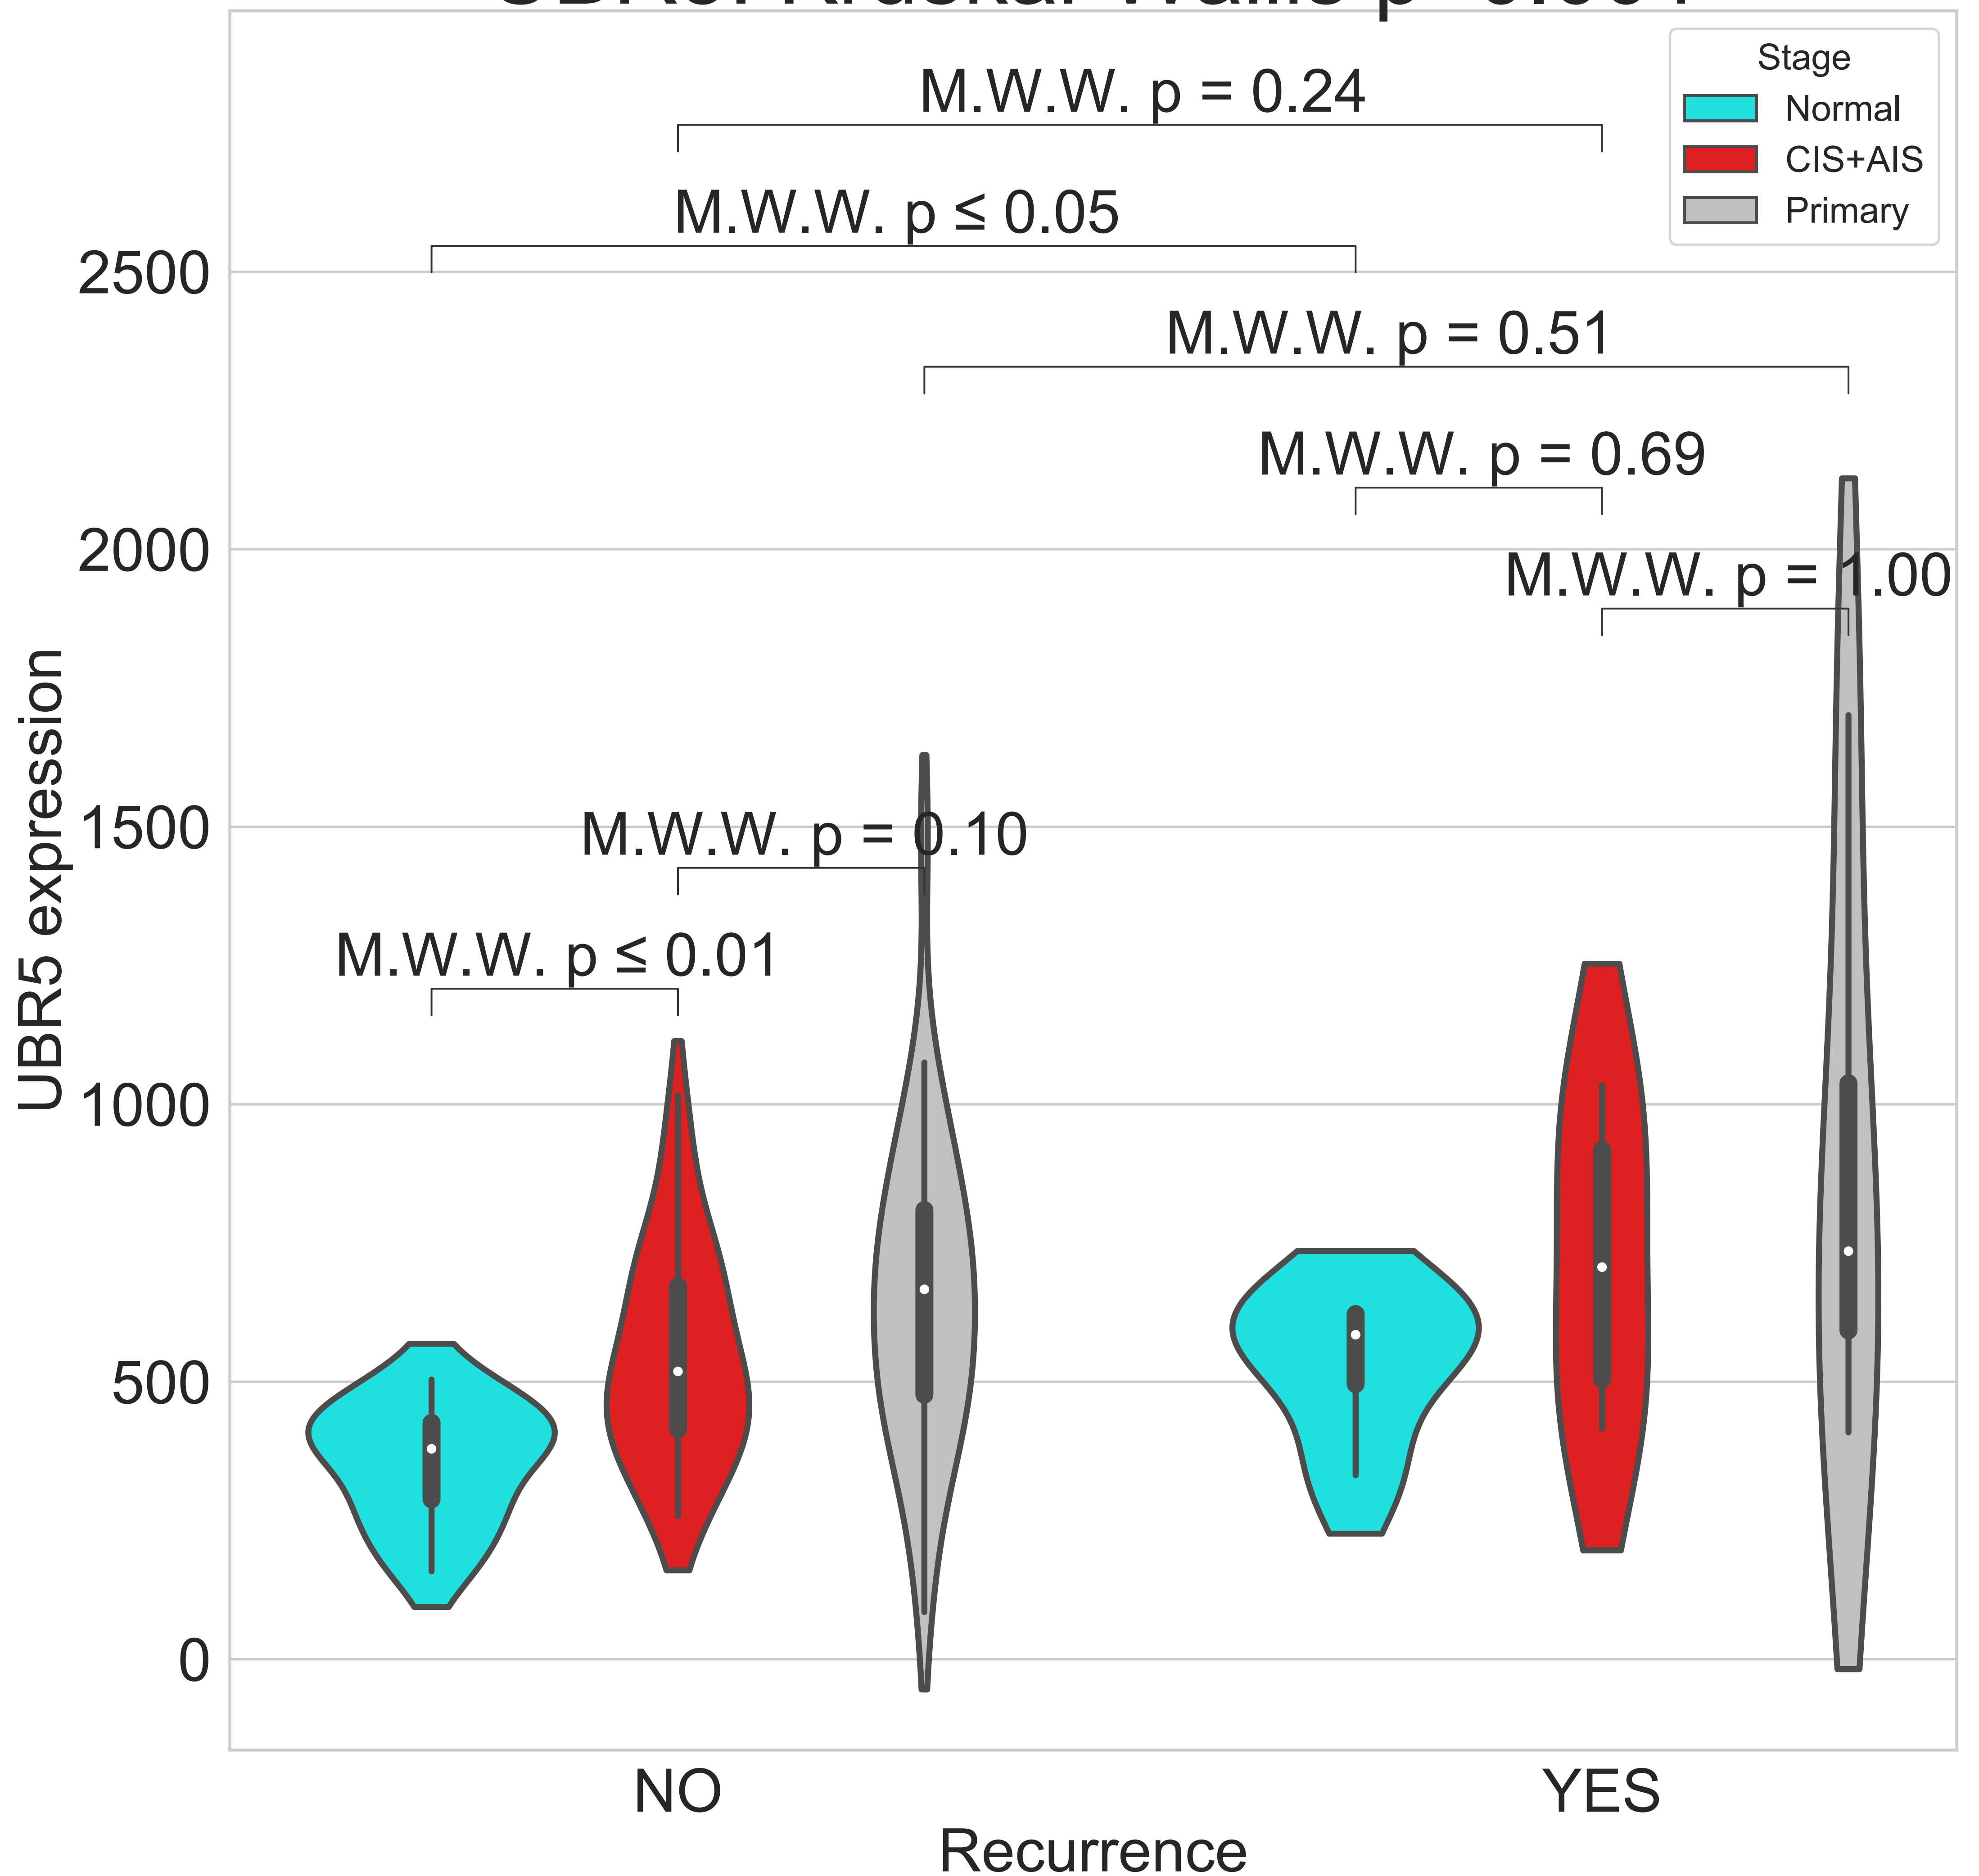 Stage
Normal
CIS+AIS
Primary
M.W.W. p = 0.24
M.W.W. p ≤ 0.05
M.W.W. p = 0.51
M.W.W. p = 0.69
M.W.W. p = 1.00
M.W.W. p = 0.10
M.W.W. p ≤ 0.01
2500
2000
1500
1000
500
0
UBR5 expression
NO
YES
Recurrence